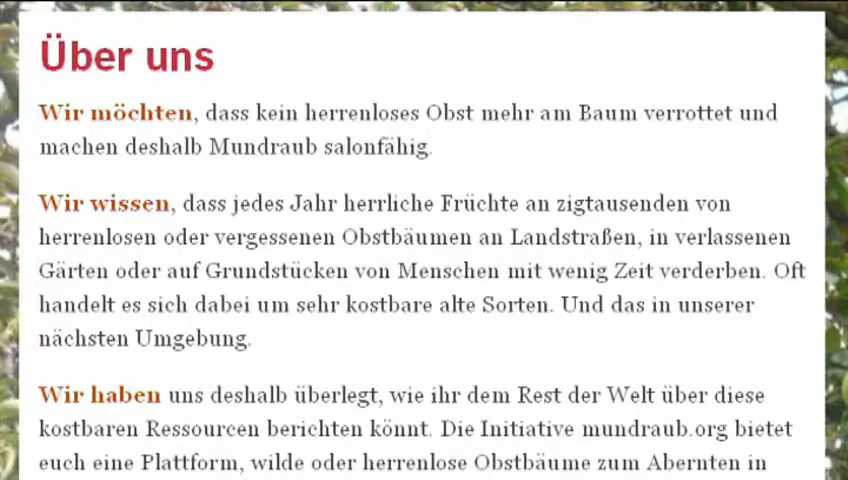 Über uns
Wir möchten, dass kein herrenloses Obst mehr am Baum verrottet und
machen deshalb Mundraub salonfähig.
Wir wissen, dass jedes Jahr herrliche Früchte an zigtausenden von
herrenlosen oder vergessenen Obstbäumen an Landstraßen, in verlassenen
Gärten oder auf Grundstücken von Menschen mit wenig Zeit verderben. Oft
handelt es sich dabei um sehr kostbare alte Sorten. Und das in unserer
nächsten Umgebung.
Wir haben uns deshalb überlegt, wie ihr dem Rest der Welt über diese
kostbaren Ressourcen berichten könnt. Die Initiative mundraub.org bietet
euch eine Plattform, wilde oder herrenlose Obstbäume zum Abernten in